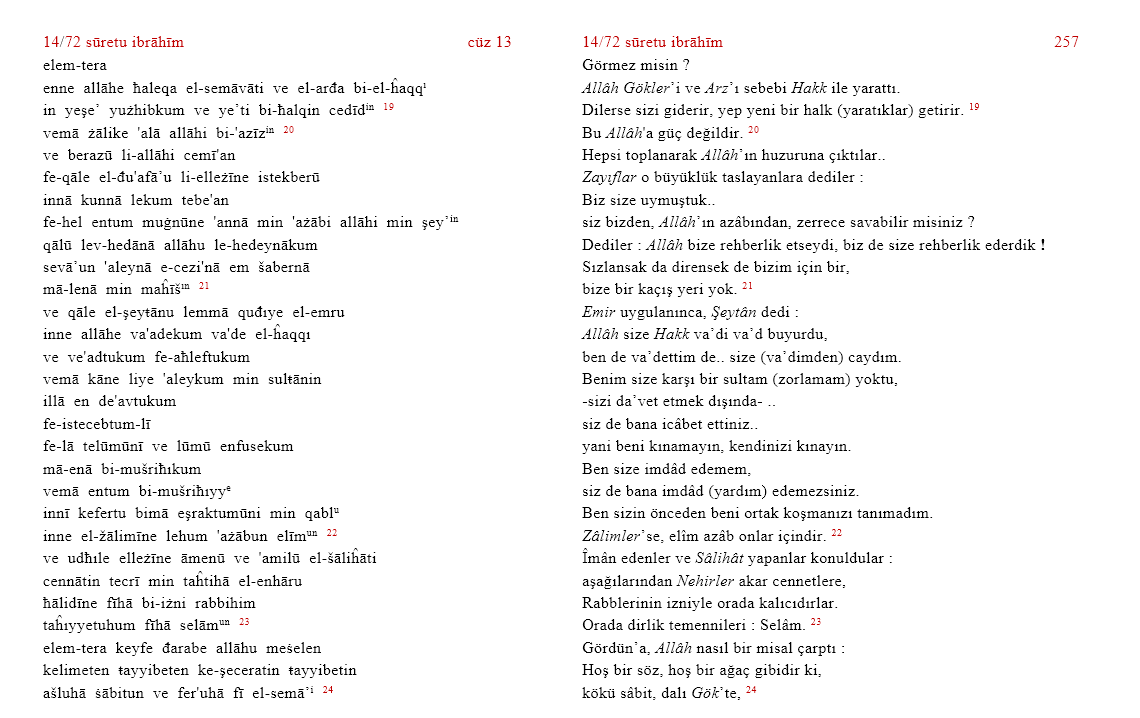 14/72 sūretu ibrāhīm cüz 13
elem-tera
enne allāhe ħaleqa el-semāvāti ve el-arđa bi-el-ĥaqqᶦ
in yeşe’ yużhibkum ve ye’ti bi-ħalqin cedīdⁱⁿ 19
vemā żālike 'alā allāhi bi-'azīzⁱⁿ 20
ve berazū li-allāhi cemī'an
fe-qāle el-đu'afā’u li-elleżīne istekberū
innā kunnā lekum tebe'an
fe-hel entum muġnūne 'annā min 'ażābi allāhi min şey’ⁱⁿ
qālū lev-hedānā allāhu le-hedeynākum
sevā’un 'aleynā e-cezi'nā em šabernā
mā-lenā min maĥīšᶦⁿ 21
ve qāle el-şeyŧānu lemmā quđıye el-emru
inne allāhe va'adekum va'de el-ĥaqqı
ve ve'adtukum fe-aħleftukum
vemā kāne liye 'aleykum min sulŧānin
illā en de'avtukum
fe-istecebtum-lī
fe-lā telūmūnī ve lūmū enfusekum
mā-enā bi-mušriħıkum
vemā entum bi-mušriħıyyᵉ
innī kefertu bimā eşraktumūni min qablᵘ
inne el-žālimīne lehum 'ażābun elīmᵘⁿ 22
ve udħıle elleżīne āmenū ve 'amilū el-šāliĥāti
cennātin tecrī min taĥtihā el-enhāru
ħālidīne fīhā bi-iżni rabbihim
taĥıyyetuhum fīhā selāmᵘⁿ 23
elem-tera keyfe đarabe allāhu meśelen
kelimeten ŧayyibeten ke-şeceratin ŧayyibetin
ašluhā śābitun ve fer'uhā fī el-semā’ⁱ 24
14/72 sūretu ibrāhīm 257
Görmez misin ?
Allâh Gökler’i ve Arz’ı sebebi Hakk ile yarattı.
Dilerse sizi giderir, yep yeni bir halk (yaratıklar) getirir. 19
Bu Allâh'a güç değildir. 20
Hepsi toplanarak Allâh’ın huzuruna çıktılar..
Zayıflar o büyüklük taslayanlara dediler :
Biz size uymuştuk..
siz bizden, Allâh’ın azâbından, zerrece savabilir misiniz ?
Dediler : Allâh bize rehberlik etseydi, biz de size rehberlik ederdik !
Sızlansak da dirensek de bizim için bir,
bize bir kaçış yeri yok. 21
Emir uygulanınca, Şeytân dedi :
Allâh size Hakk va’di va’d buyurdu,
ben de va’dettim de.. size (va’dimden) caydım.
Benim size karşı bir sultam (zorlamam) yoktu,
-sizi da’vet etmek dışında- ..
siz de bana icâbet ettiniz..
yani beni kınamayın, kendinizi kınayın.
Ben size imdâd edemem,
siz de bana imdâd (yardım) edemezsiniz.
Ben sizin önceden beni ortak koşmanızı tanımadım.
Zâlimler’se, elîm azâb onlar içindir. 22
Îmân edenler ve Sâlihât yapanlar konuldular :
aşağılarından Nehirler akar cennetlere,
Rabblerinin izniyle orada kalıcıdırlar.
Orada dirlik temennileri : Selâm. 23
Gördün’a, Allâh nasıl bir misal çarptı :
Hoş bir söz, hoş bir ağaç gibidir ki,
kökü sâbit, dalı Gök’te, 24